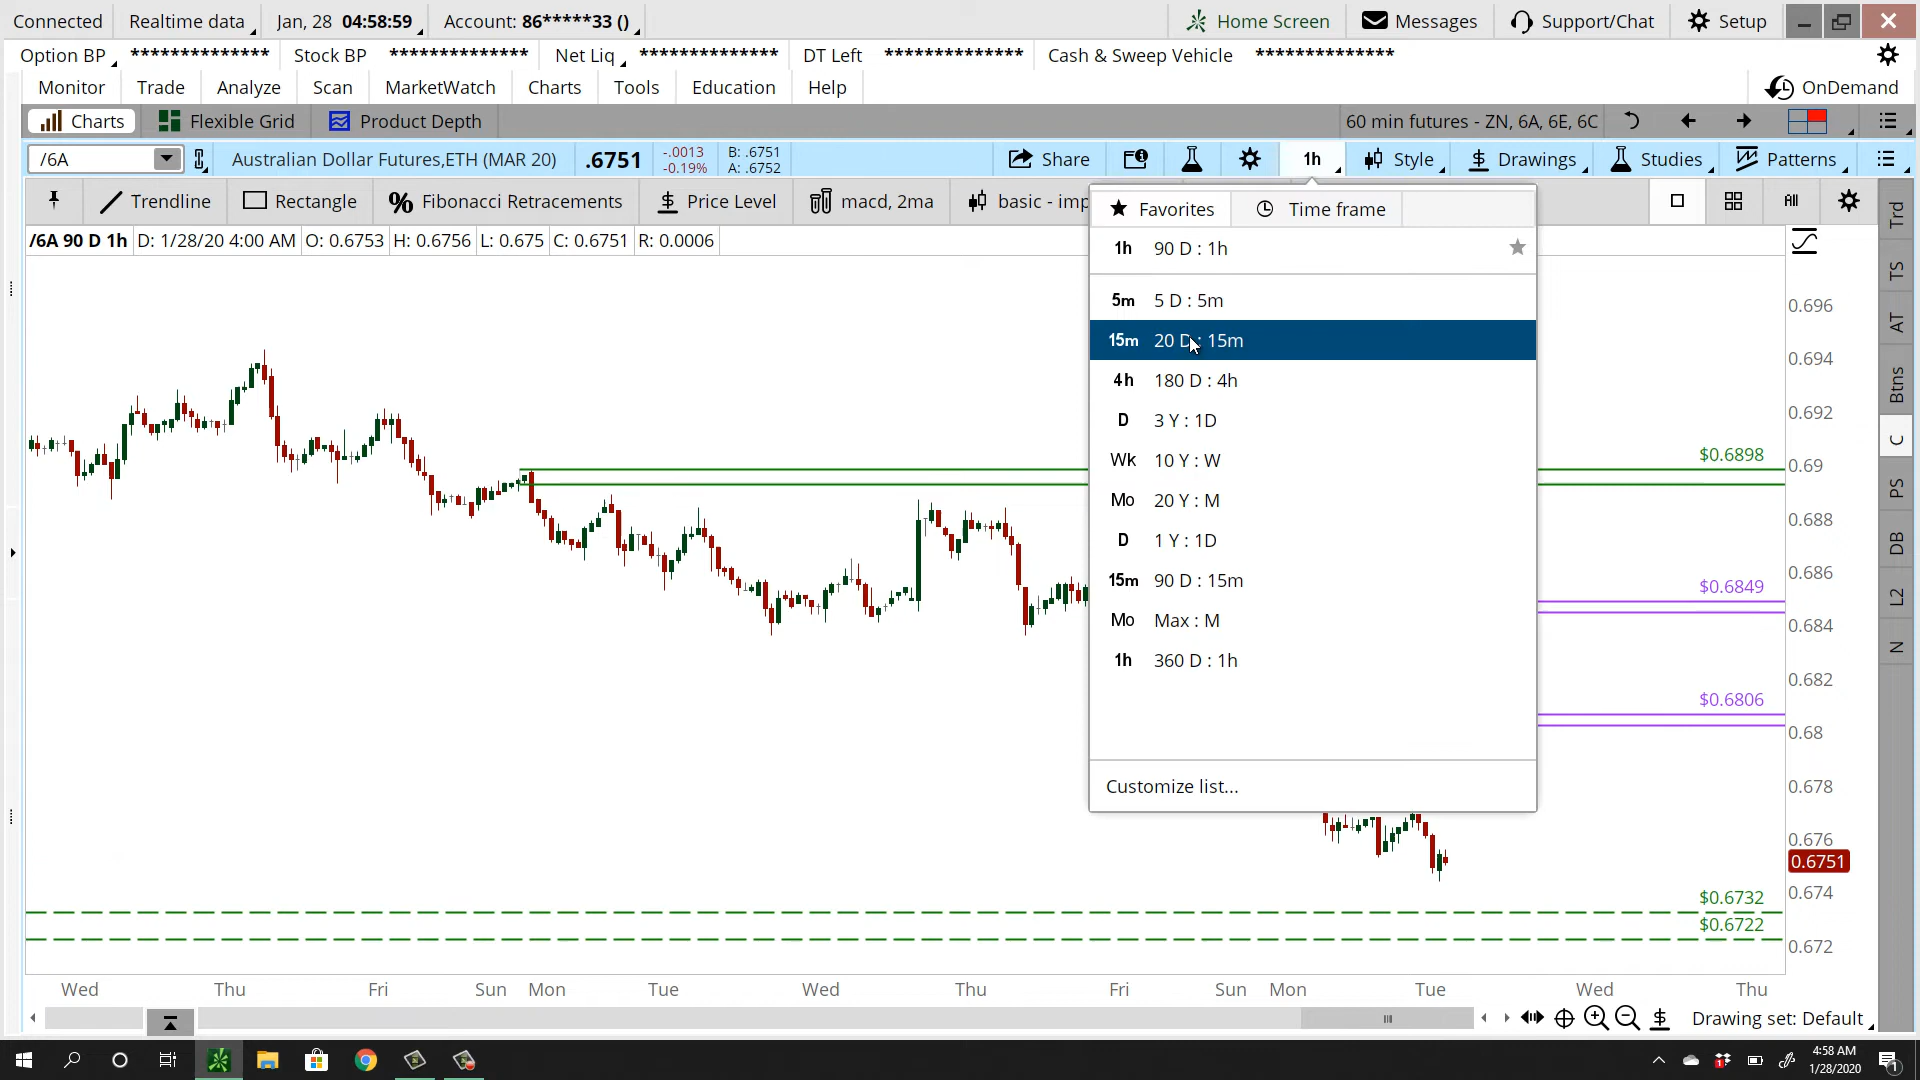 Connected Realtime data Jan, 28 04:58:59 Account: 86*****33 () Home Screen Messages Support/Chat Setup
Option BP ************** Stock BP ************** Net Liq ************** DT Left ************** Cash & Sweep Vehicle **************
Monitor Trade Analyze Scan MarketWatch Charts Tools Education Help OnDemand
Charts Flexible Grid Product Depth 60 min futures - ZN, 6A, 6E, 6C
/6A Australian Dollar Futures,ETH (MAR 20) .6751 -.0013 B: .6751 Share 1h Style Drawings Studies Patterns
-0.19% A: .6752
Trendline Rectangle Fibonacci Retracements Price Level macd, 2ma basic - imp All
Favorites Time frame
/6A 90 D 1h D: 1/28/20 4:00 AM O: 0.6753 H: 0.6756 L: 0.675 C: 0.6751 R: 0.0006
1h 90 D : 1h
5m 5 D : 5m
15m 20 D : 15m
4h 180 D : 4h
D 3 Y : 1D
Wk 10 Y : W
Mo 20 Y : M
D 1 Y : 1D
15m 90 D : 15m
Mo Max : M
1h 360 D : 1h
Customize list...
$0.6898
$0.6849
$0.6806
$0.6732
$0.6722
0.696
0.694
0.692
0.69
0.688
0.686
0.684
0.682
0.68
0.678
0.676
0.6751
0.674
0.672
Trd
TS
AT
Btns
C
PS
DB
L2
N
Wed Thu Fri Sun Mon Tue Wed Thu Fri Sun Mon Tue Wed Thu
Drawing set: Default
4:58 AM
1/28/2020